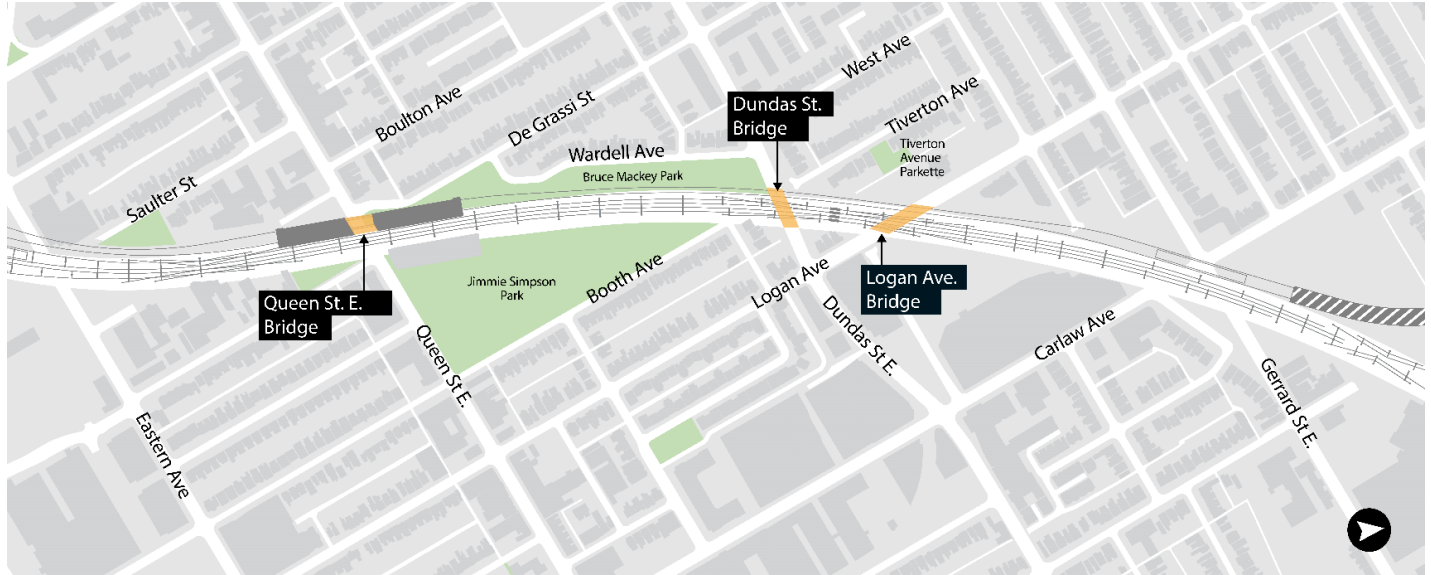 West Ave
Boulton Ave
De Grassi St
Dundas St.
Bridge
Tiverton Ave
Tiverton
Avenue
Parkette
Wardell Ave
Bruce Mackey Park
Saulter St
Jimmie Simpson
Park
Booth Ave
Logan Ave
Logan Ave.
Bridge
Queen St. E.
Bridge
Queen St E.
Dundas St E.
Carlaw Ave
Gerrard St E.
Eastern Ave